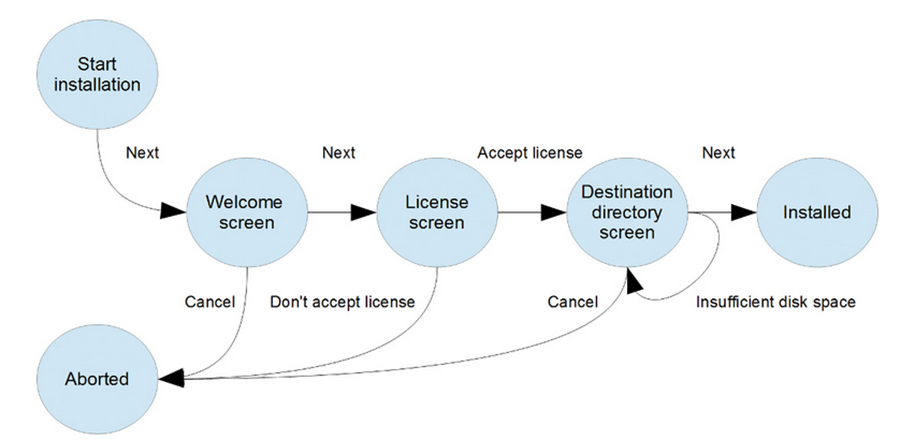 Start
installation
Next
Next
Accept license
Next
Welcome
screen
License
screen
Destination
directory
screen
Installed
Cancel
Don't accept license
Cancel
Insufficient disk space
Aborted